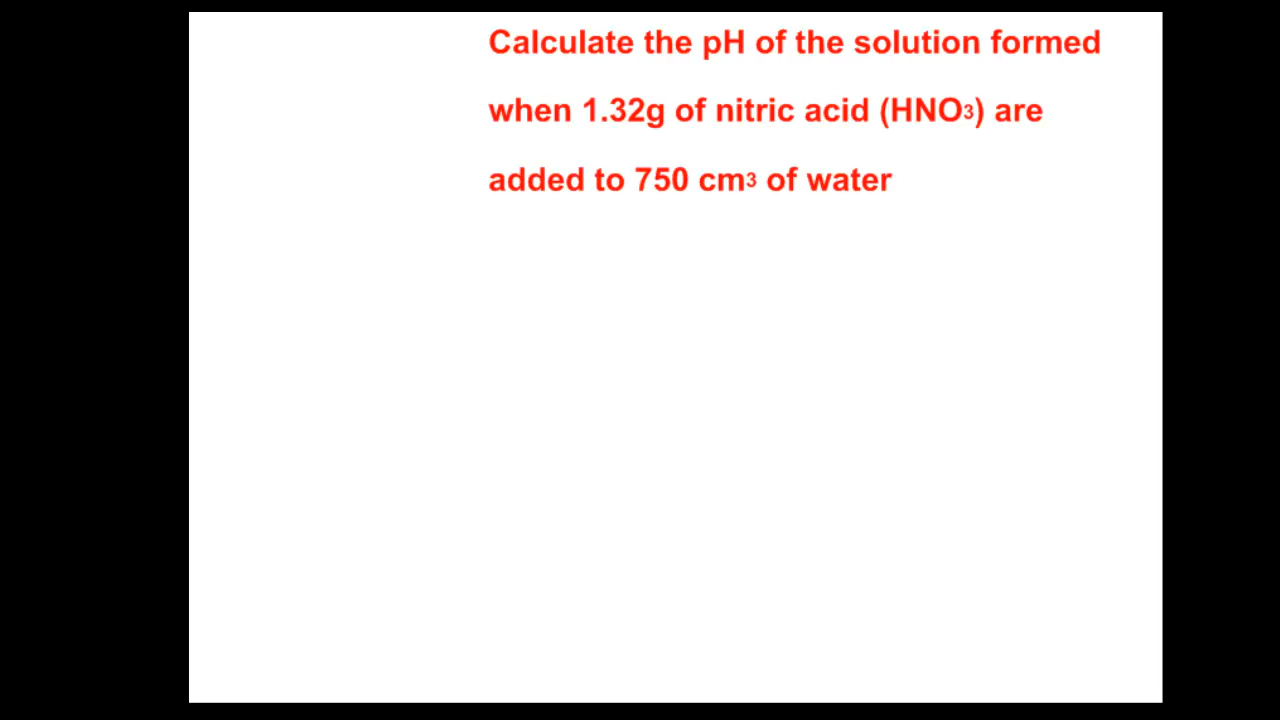 Calculate the pH of the solution formed
when 1.32g of nitric acid (HNO3) are
added to 750 cm3 of water